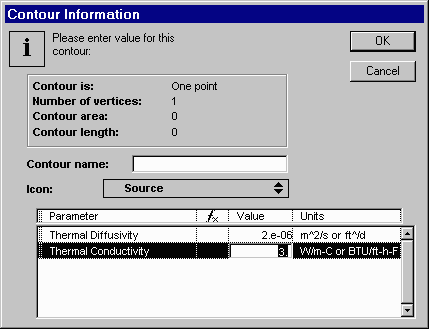 Contour Information
Please enter value for this
contour:
OK
Cancel
Contour is: One point
Number of vertices: 1
Contour area: 0
Contour length: 0
Contour name:
Icon: Source
Parameter fx Value Units
Thermal Diffusivity 2.e-06 m^2/s or ft^/d
Thermal Conductivity 3. W/m-C or BTU/ft-h-F